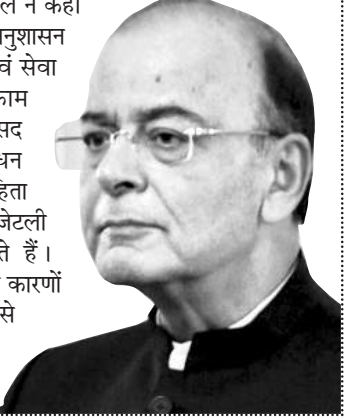 ल ने कहा
नुशासन
वं सेवा
काम
सद
धन
हिता
जेटली
ते हैं।
कारणों
से